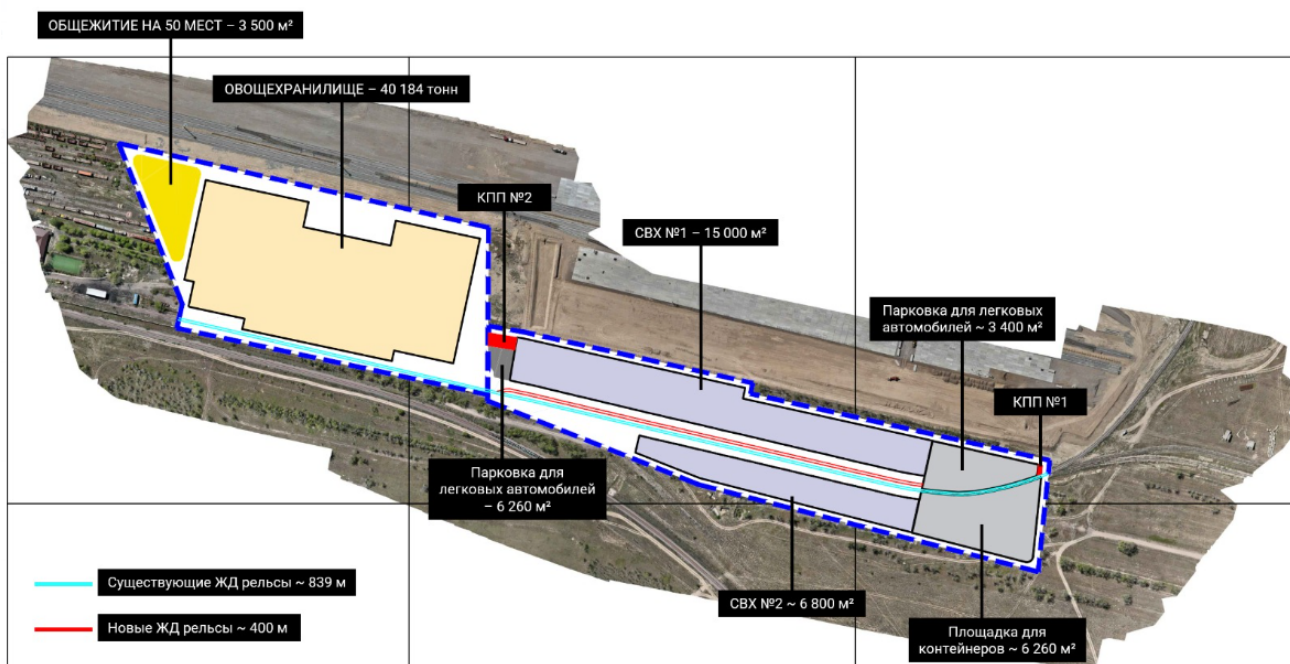 ОБЩЕЖИТИЕ НА 50 МЕСТ – 3 500 м²
ОВОЩЕХРАНИЛИЩЕ – 40 184 тонн
КПП №2
СВХ №1 – 15 000 м²
Парковка для легковых
автомобилей ~ 3 400 м²
КПП №1
Парковка для
легковых автомобилей
– 6 260 м²
Существующие ЖД рельсы ~ 839 м
Новые ЖД рельсы ~ 400 м
СВХ №2 ~ 6 800 м²
Площадка для
контейнеров ~ 6 260 м²